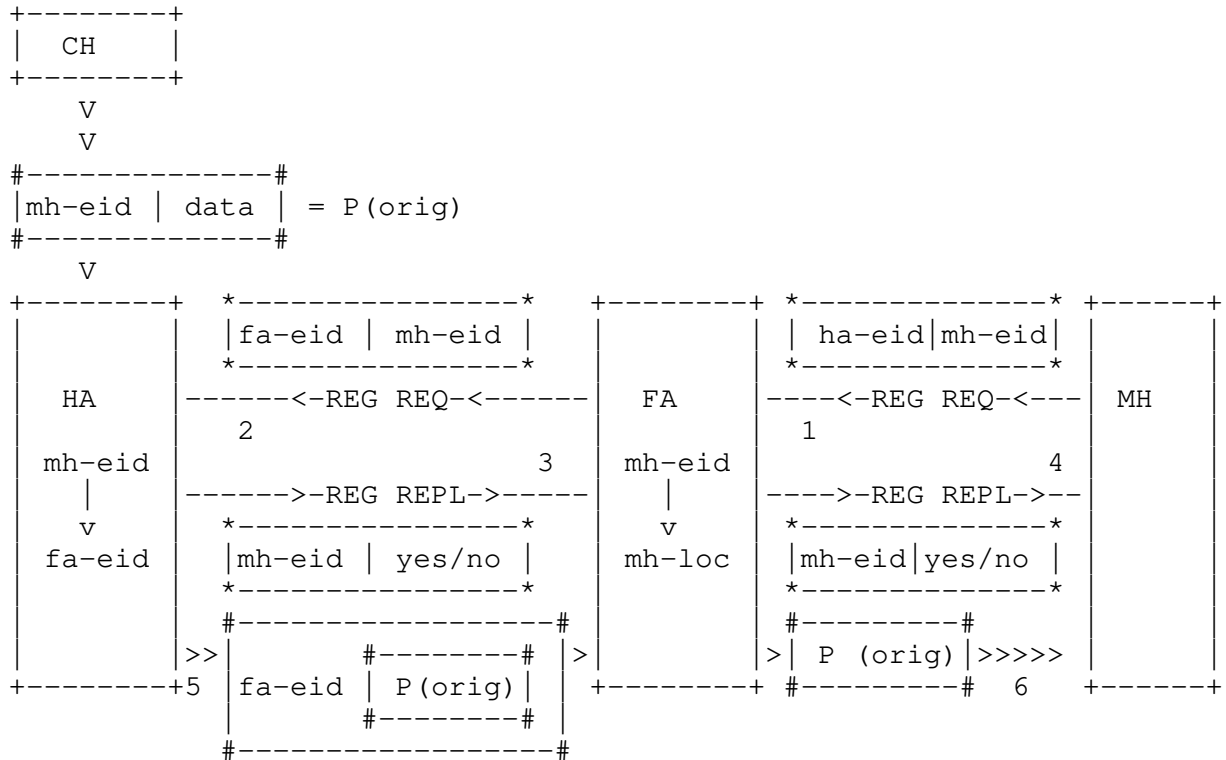 +--------+
|   CH   |
+--------+
    V
    V
#--------------#
|mh-eid | data | = P(orig)
#--------------#
    V
+--------+  *----------------*   +--------+ *--------------* +------+
|        |  |fa-eid | mh-eid |   |        | | ha-eid|mh-eid| |      |
|        |  *----------------*   |        | *--------------* |      |
|  HA    |------<-REG REQ-<------|  FA    |----<-REG REQ-<---| MH   |
|        |   2                   |        |  1               |      |
| mh-eid |                   3   | mh-eid |              4   |      |
|   |    |------>-REG REPL->-----|   |    |---->-REG REPL->--|      |
|   v    |  *----------------*   |   v    | *--------------* |      |
| fa-eid |  |mh-eid | yes/no |   | mh-loc | |mh-eid|yes/no | |      |
|        |  *----------------*   |        | *--------------* |      |
|        |  #------------------# |        | #---------#      |      |
|        |>>|       #--------# |>|        |>| P (orig)|>>>>> |      |
+--------+5 |fa-eid | P(orig)| | +--------+ #---------#  6   +------+
            |       #--------# |
            #------------------#